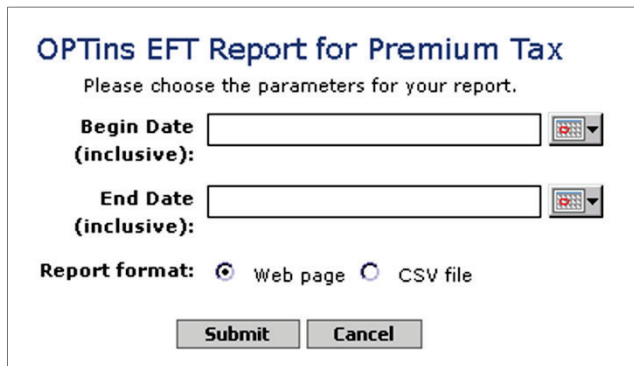 OPTins EFT Report for Premium Tax
Please choose the parameters for your report.
Begin Date
(inclusive):
End Date
(inclusive):
Report format: Web page CSV file
Submit Cancel